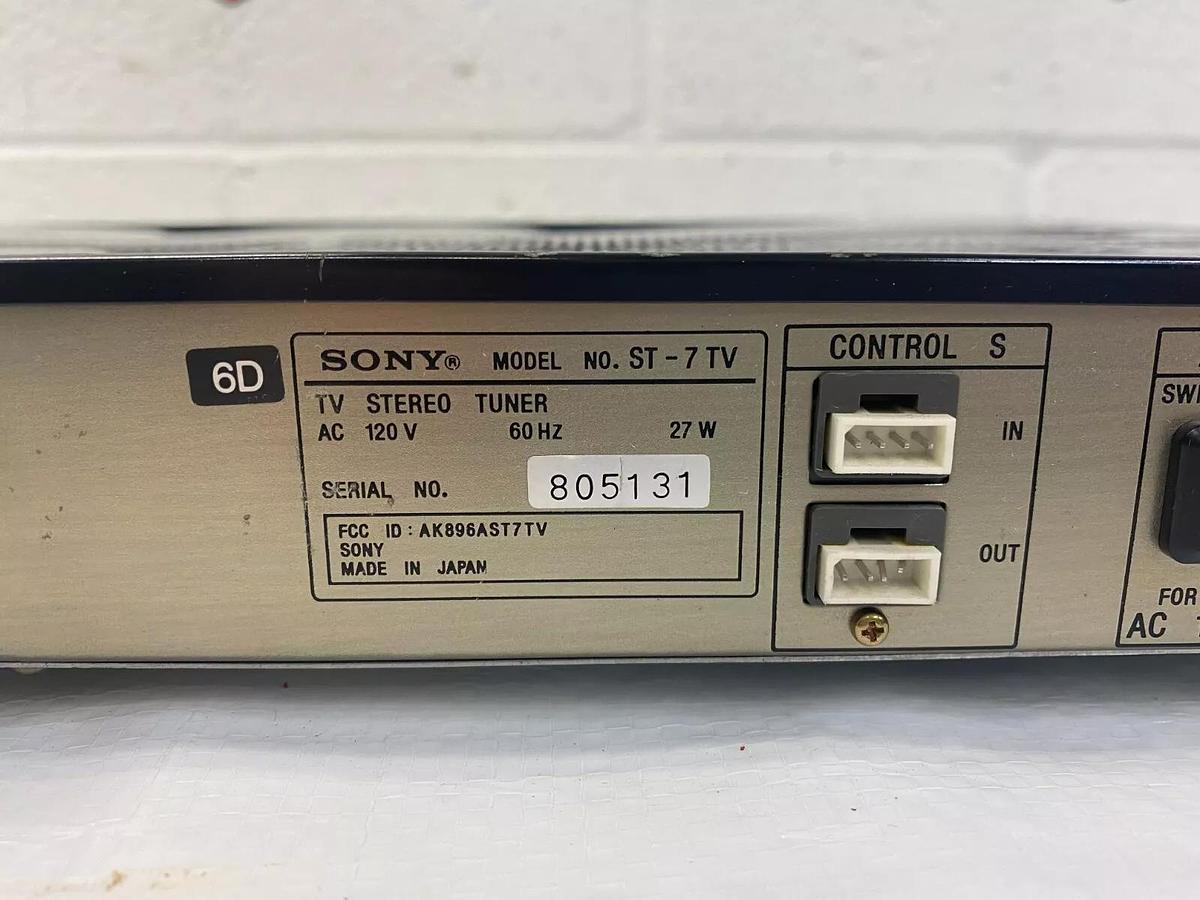 6D
SONY® MODEL NO. ST-7 TV
TV STEREO TUNER
AC 120 V 60 HZ 27 W
SERIAL NO. 805131
FCC ID: AK896AST7TV
SONY
MADE IN JAPAN
CONTROL S
IN
OUT
FOR
AC